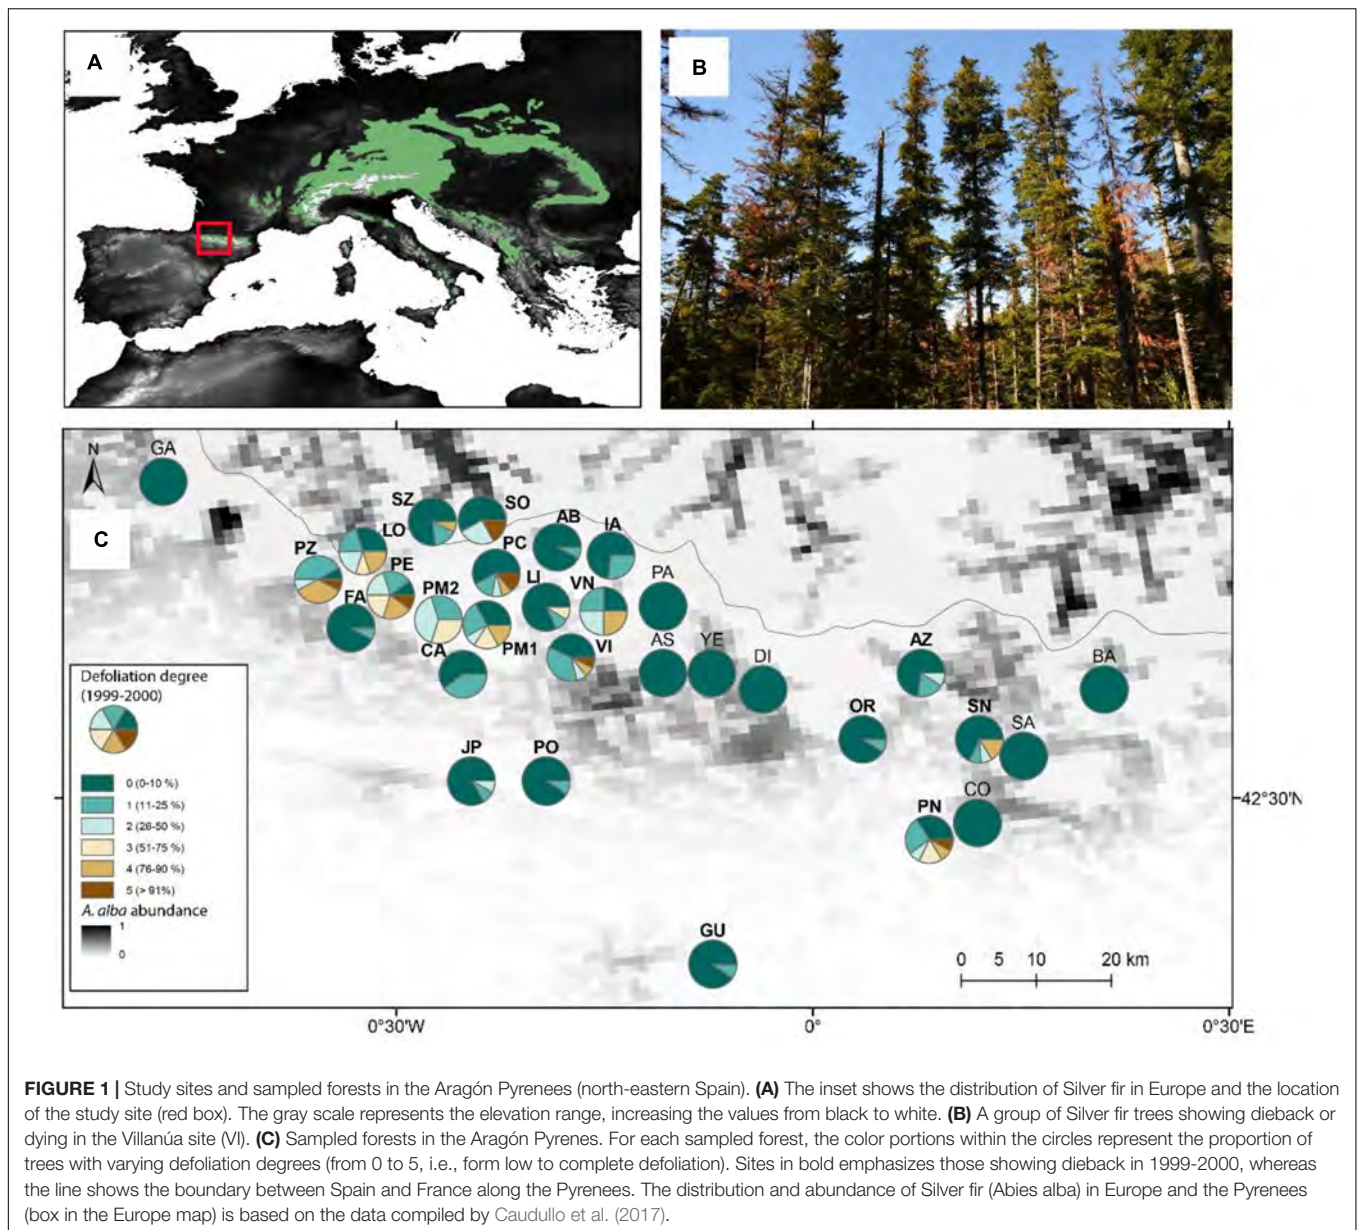 A
B
N
GA
C
SZ
SO
AB
IA
LO
PC
PZ
PE
LI
VN
PA
FA
PM2
AS
YE
DI
AZ
BA
CA
PM1
VI
OR
SN
SA
JP
PO
CO
PN
GU
Defoliation degree
(1999-2000)
0 (0-10 %)
1 (11-25 %)
2 (26-50 %)
3 (51-75 %)
4 (76-90 %)
5 (> 91%)
A. alba abundance
1
0
42°30'N
0 5 10 20 km
0°30'W
0°
0°30'E
FIGURE 1 | Study sites and sampled forests in the Aragón Pyrenees (north-eastern Spain). (A) The inset shows the distribution of Silver fir in Europe and the location
of the study site (red box). The gray scale represents the elevation range, increasing the values from black to white. (B) A group of Silver fir trees showing dieback or
dying in the Villanúa site (VI). (C) Sampled forests in the Aragón Pyrenes. For each sampled forest, the color portions within the circles represent the proportion of
trees with varying defoliation degrees (from 0 to 5, i.e., form low to complete defoliation). Sites in bold emphasizes those showing dieback in 1999-2000, whereas
the line shows the boundary between Spain and France along the Pyrenees. The distribution and abundance of Silver fir (Abies alba) in Europe and the Pyrenees
(box in the Europe map) is based on the data compiled by Caudullo et al. (2017).